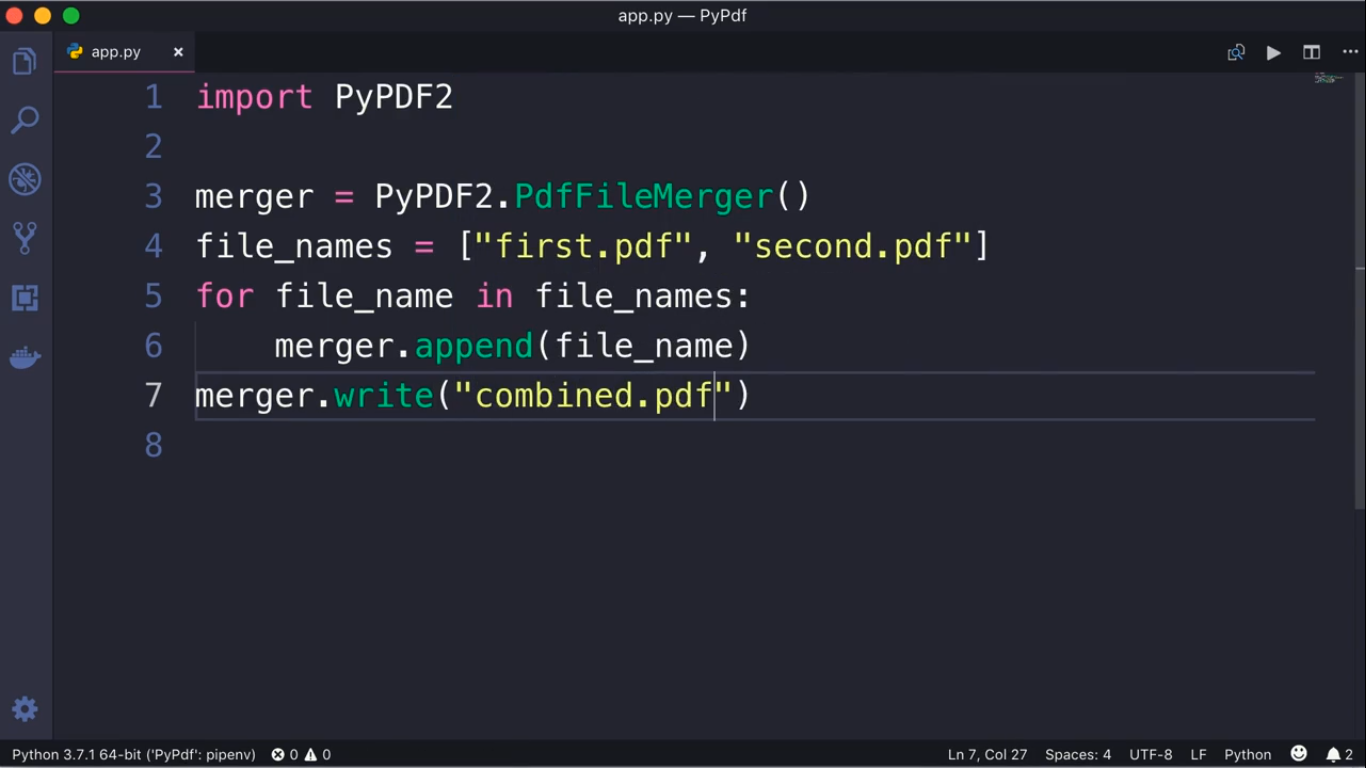 app.py — PyPdf
app.py ×
1 import PyPDF2
2
3 merger = PyPDF2.PdfFileMerger()
4 file_names = ["first.pdf", "second.pdf"]
5 for file_name in file_names:
6     merger.append(file_name)
7 merger.write("combined.pdf")
8
Python 3.7.1 64-bit ('PyPdf': pipenv) 0 0 Ln 7, Col 27 Spaces: 4 UTF-8 LF Python 2